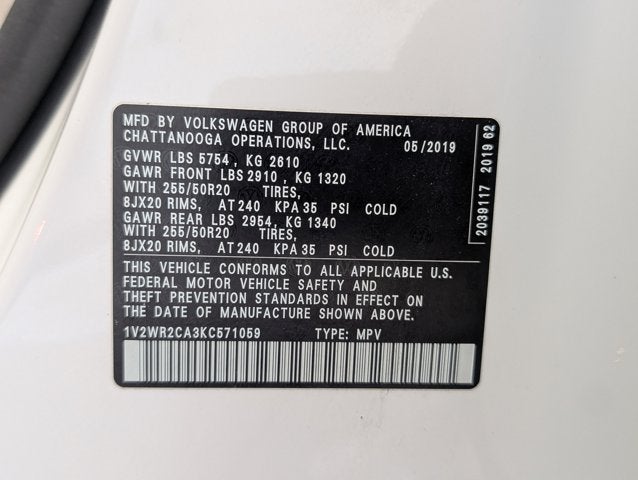 MFD BY VOLKSWAGEN GROUP OF AMERICA
CHATTANOOGA OPERATIONS, LLC. 05/2019
GVWR LBS 5754 , KG 2610
GAWR FRONT LBS 2910 , KG 1320
WITH 255/50R20 TIRES,
8JX20 RIMS, AT 240 KPA 35 PSI COLD
GAWR REAR LBS 2954, KG 1340
WITH 255/50R20 TIRES,
8JX20 RIMS, AT 240 KPA 35 PSI COLD
THIS VEHICLE CONFORMS TO ALL APPLICABLE U.S.
FEDERAL MOTOR VEHICLE SAFETY AND
THEFT PREVENTION STANDARDS IN EFFECT ON
THE DATE OF MANUFACTURE SHOWN ABOVE.
1V2WR2CA3KC571059 TYPE: MPV
2039117 2019 62